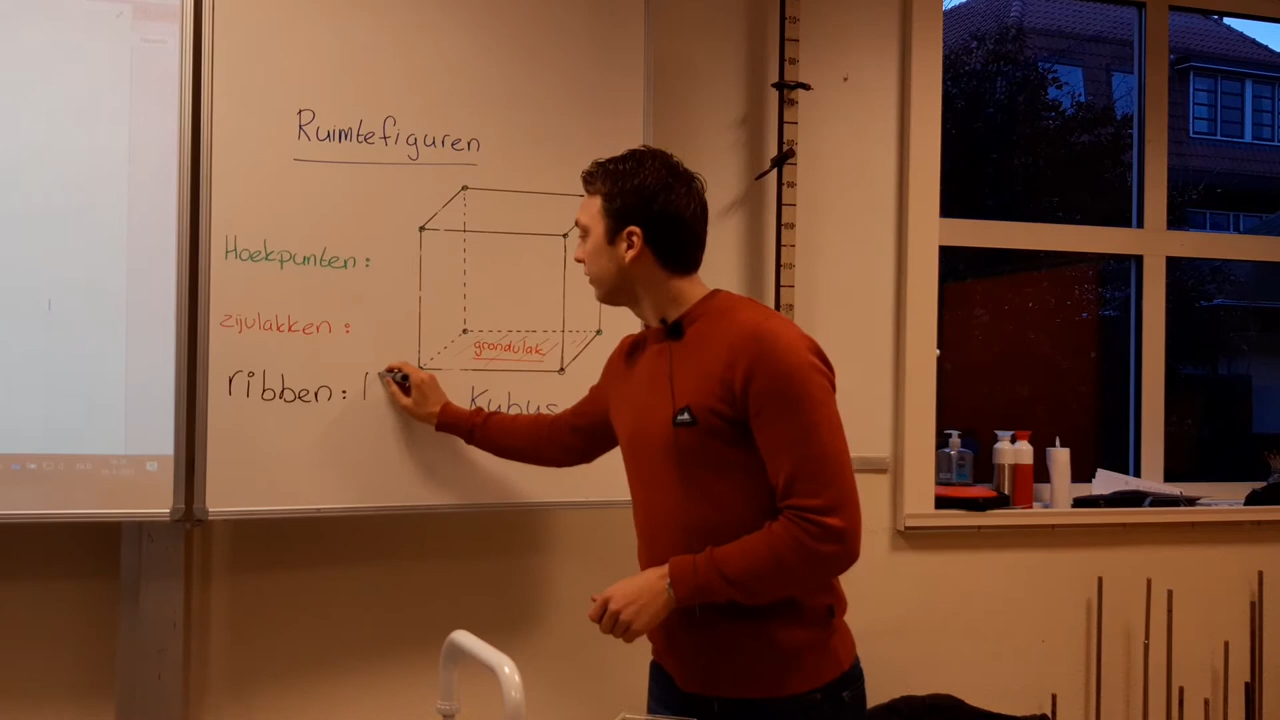 Ruimtefiguren
Hoekpunten:
zijvlakken:
grondvlak
ribben: 1
Kubus